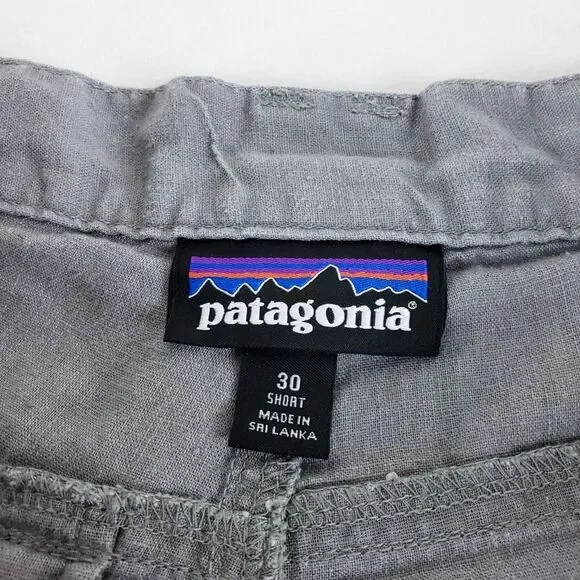 patagonia®
30
SHORT
MADE IN
SRI LANKA